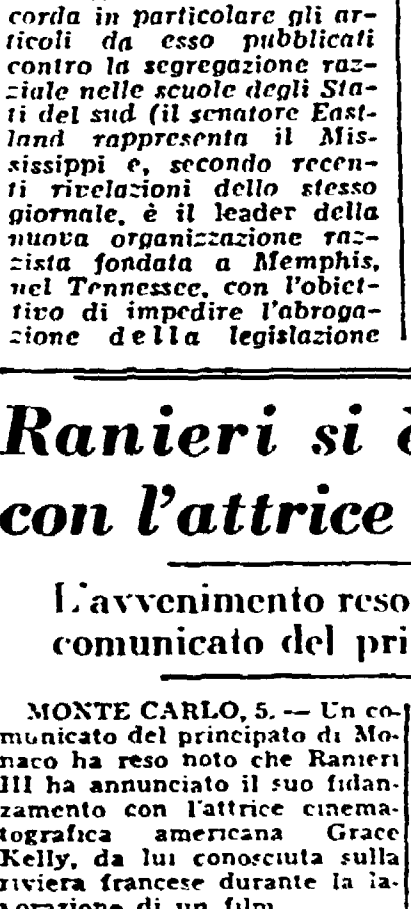 corda in particolare gli ar-
ticoli da esso pubblicati
contro la segregazione raz-
ziale nelle scuole degli Sta-
ti del sud (il senatore East-
land rappresenta il Mis-
sissippi e, secondo recen-
ti rivelazioni dello stesso
giornale, è il leader della
nuova organizzazione raz-
zista fondata a Memphis,
nel Tennessee, con l'obiet-
tivo di impedire l'abroga-
zione della legislazione
Ranieri si è
con l'attrice
L'avvenimento reso
comunicato del pri
MONTE CARLO, 5. — Un co-
municato del principato di Mo-
naco ha reso noto che Ranieri
III ha annunciato il suo fidan-
zamento con l'attrice cinema-
tografica americana Grace
Kelly, da lui conosciuta sulla
riviera francese durante la la-
vorazione di un film